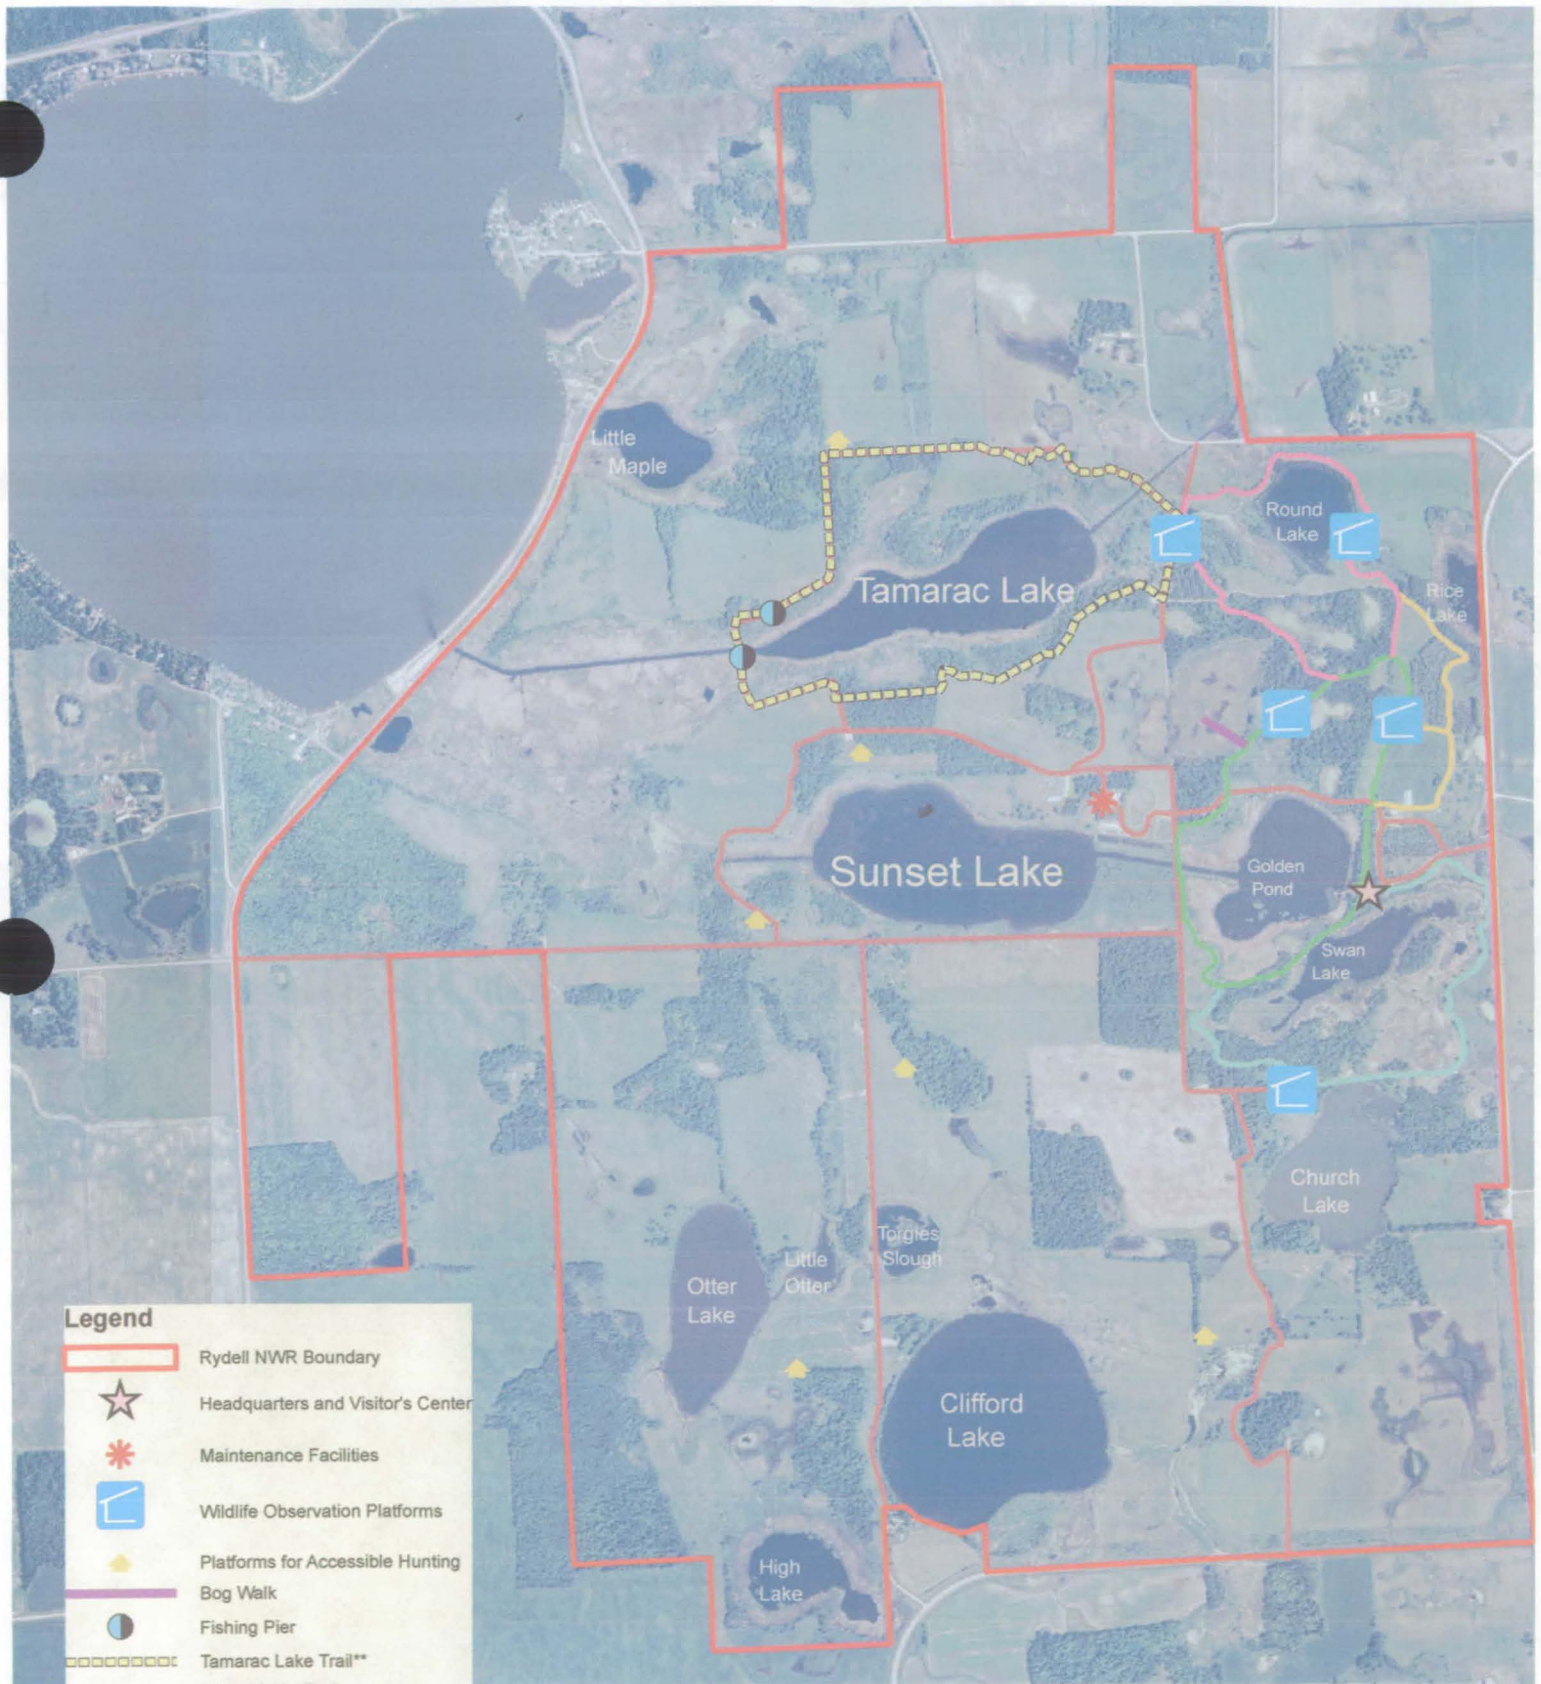 Little
Maple
Round
Lake
Tamarac Lake
Rice
Lake
Sunset Lake
Golden
Pond
Swan
Lake
Church
Lake
Torgies
Slough
Little
Otter
Otter
Lake
Clifford
Lake
High
Lake
Legend
Rydell NWR Boundary
Headquarters and Visitor's Center
Maintenance Facilities
Wildlife Observation Platforms
Platforms for Accessible Hunting
Bog Walk
Fishing Pier
Tamarac Lake Trail**